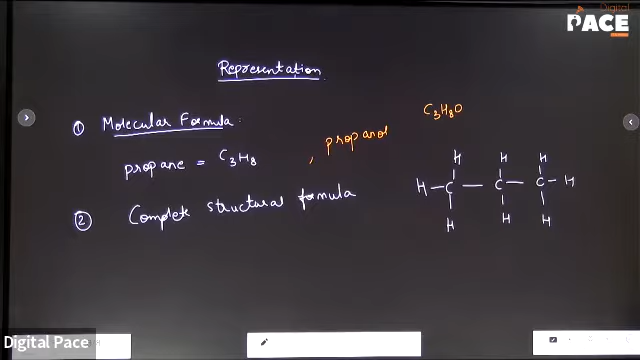 Digital
PACE
Representation
① Molecular Formula:
propane = C3H8 , propanol C3H8O
② Complete structural formula
H H H
H-C-C-C-H
H H H
Digital Pace